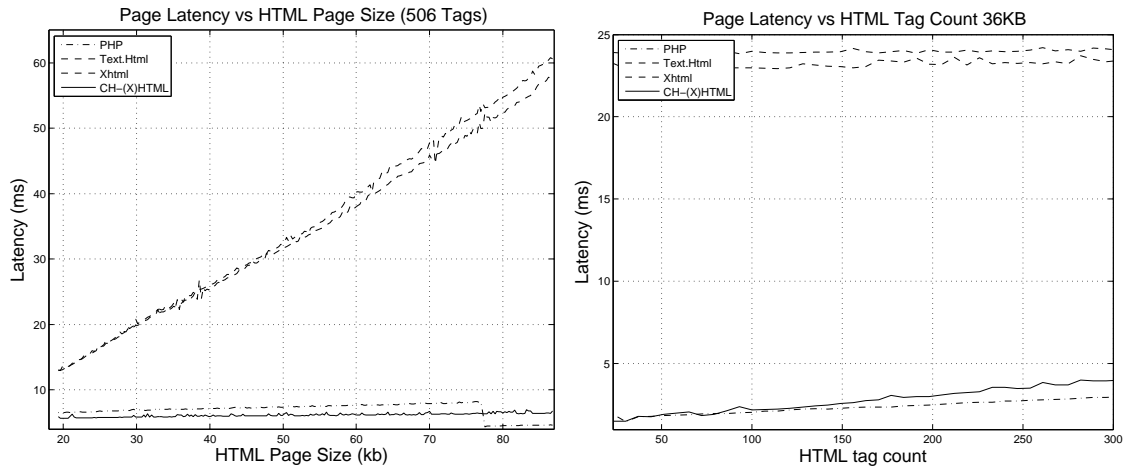 Page Latency vs HTML Page Size (506 Tags)
PHP
Text.Html
Xhtml
CH-(X)HTML
Latency (ms)
60
50
40
30
20
10
20 30 40 50 60 70 80
HTML Page Size (kb)
Page Latency vs HTML Tag Count 36KB
PHP
Text.Html
Xhtml
CH-(X)HTML
Latency (ms)
25
20
15
10
5
50 100 150 200 250 300
HTML tag count